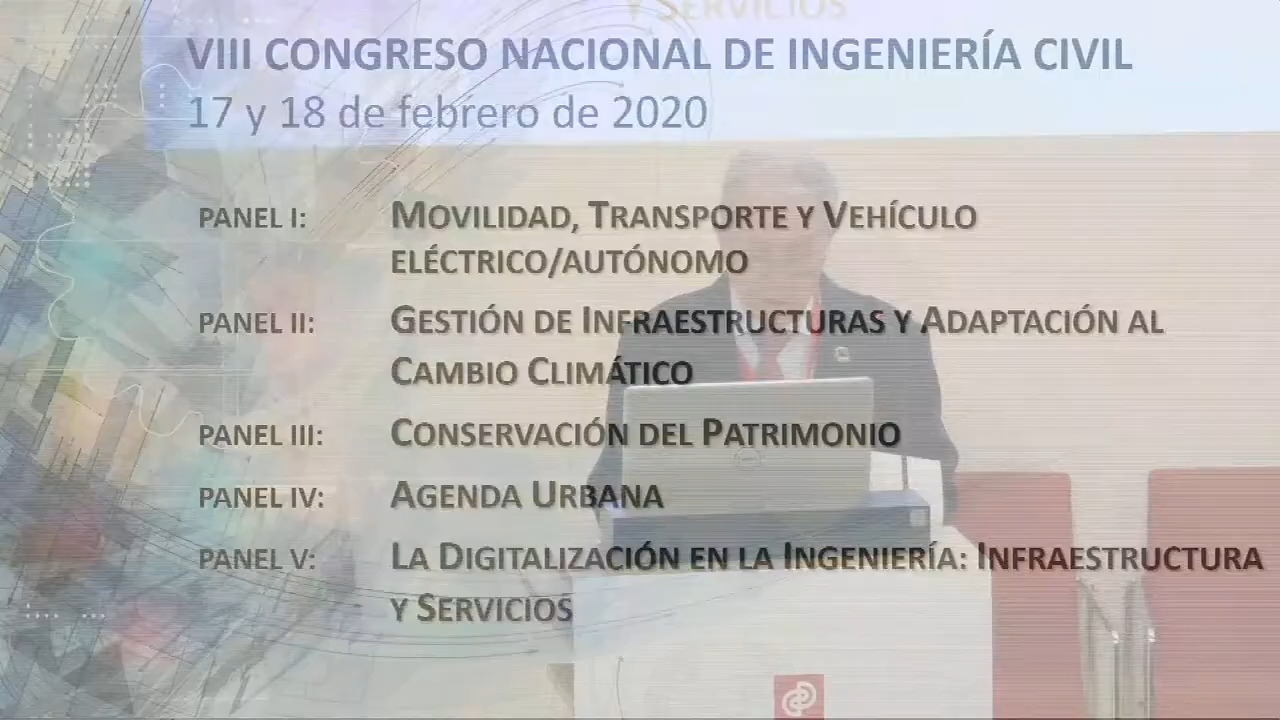 Y SERVICIOS
VIII CONGRESO NACIONAL DE INGENIERÍA CIVIL
17 y 18 de febrero de 2020
PANEL I: MOVILIDAD, TRANSPORTE Y VEHÍCULO
ELÉCTRICO/AUTÓNOMO
PANEL II: GESTIÓN DE INFRAESTRUCTURAS Y ADAPTACIÓN AL
CAMBIO CLIMÁTICO
PANEL III: CONSERVACIÓN DEL PATRIMONIO
PANEL IV: AGENDA URBANA
PANEL V: LA DIGITALIZACIÓN EN LA INGENIERÍA: INFRAESTRUCTURA
Y SERVICIOS